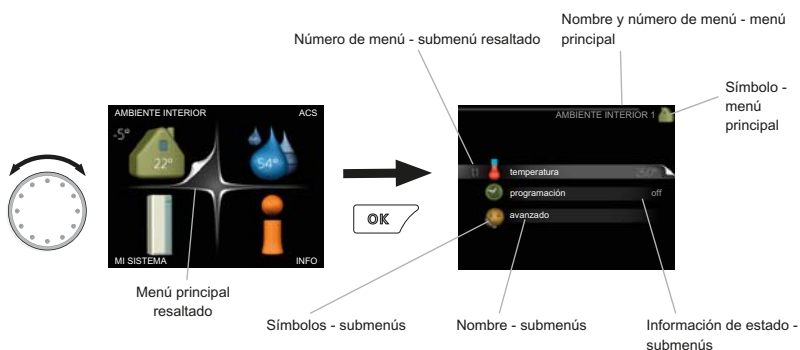 Nombre y número de menú - menú
principal
Número de menú - submenú resaltado
Símbolo -
menú
principal
AMBIENTE INTERIOR
ACS
-5°
22°
54°
MI SISTEMA
INFO
OK
AMBIENTE INTERIOR 1
temperatura
programación
off
avanzado
Menú principal
resaltado
Símbolos - submenús
Nombre - submenús
Información de estado -
submenús